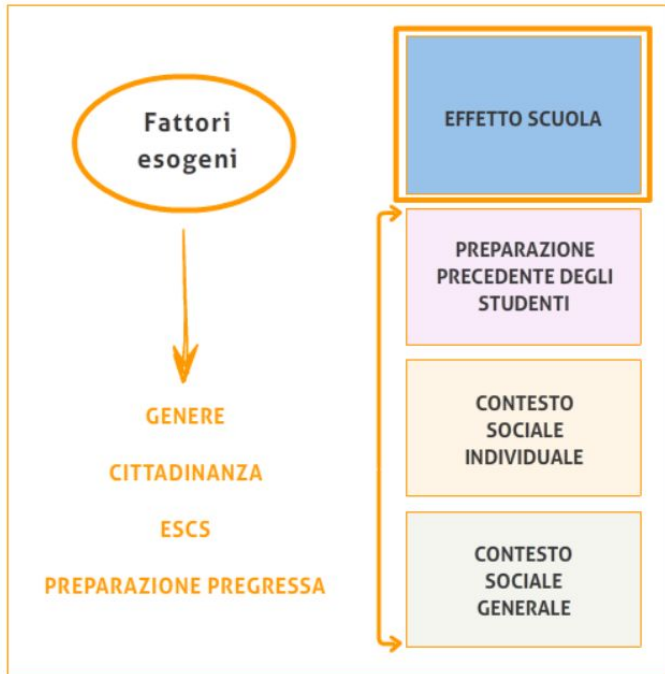 Fattori
esogeni
GENERE
CITTADINANZA
ESCS
PREPARAZIONE PREGRESSA
EFFETTO SCUOLA
PREPARAZIONE
PRECEDENTE DEGLI
STUDENTI
CONTESTO
SOCIALE
INDIVIDUALE
CONTESTO
SOCIALE
GENERALE